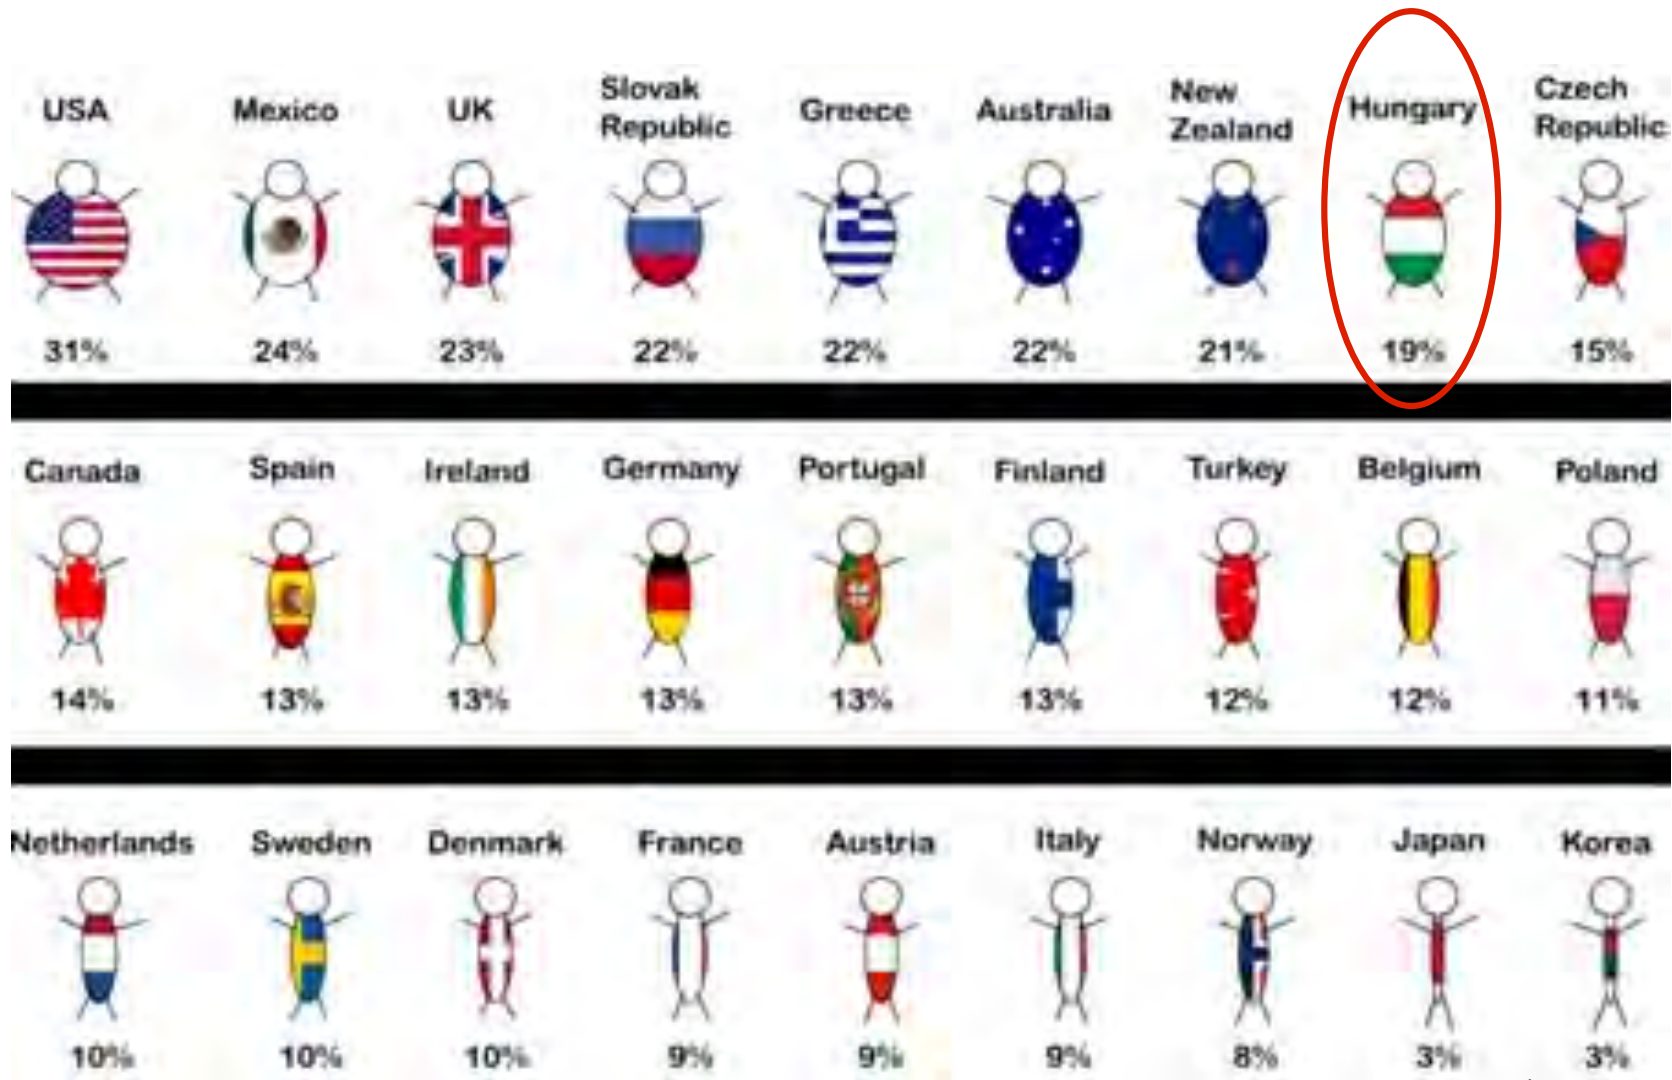 USA Mexico UK Slovak Republic Greece Australia New Zealand Hungary Czech Republic
31% 24% 23% 22% 22% 22% 21% 19% 15%
Canada Spain Ireland Germany Portugal Finland Turkey Belgium Poland
14% 13% 13% 13% 13% 13% 12% 12% 11%
Netherlands Sweden Denmark France Austria Italy Norway Japan Korea
10% 10% 10% 9% 9% 9% 8% 3% 3%